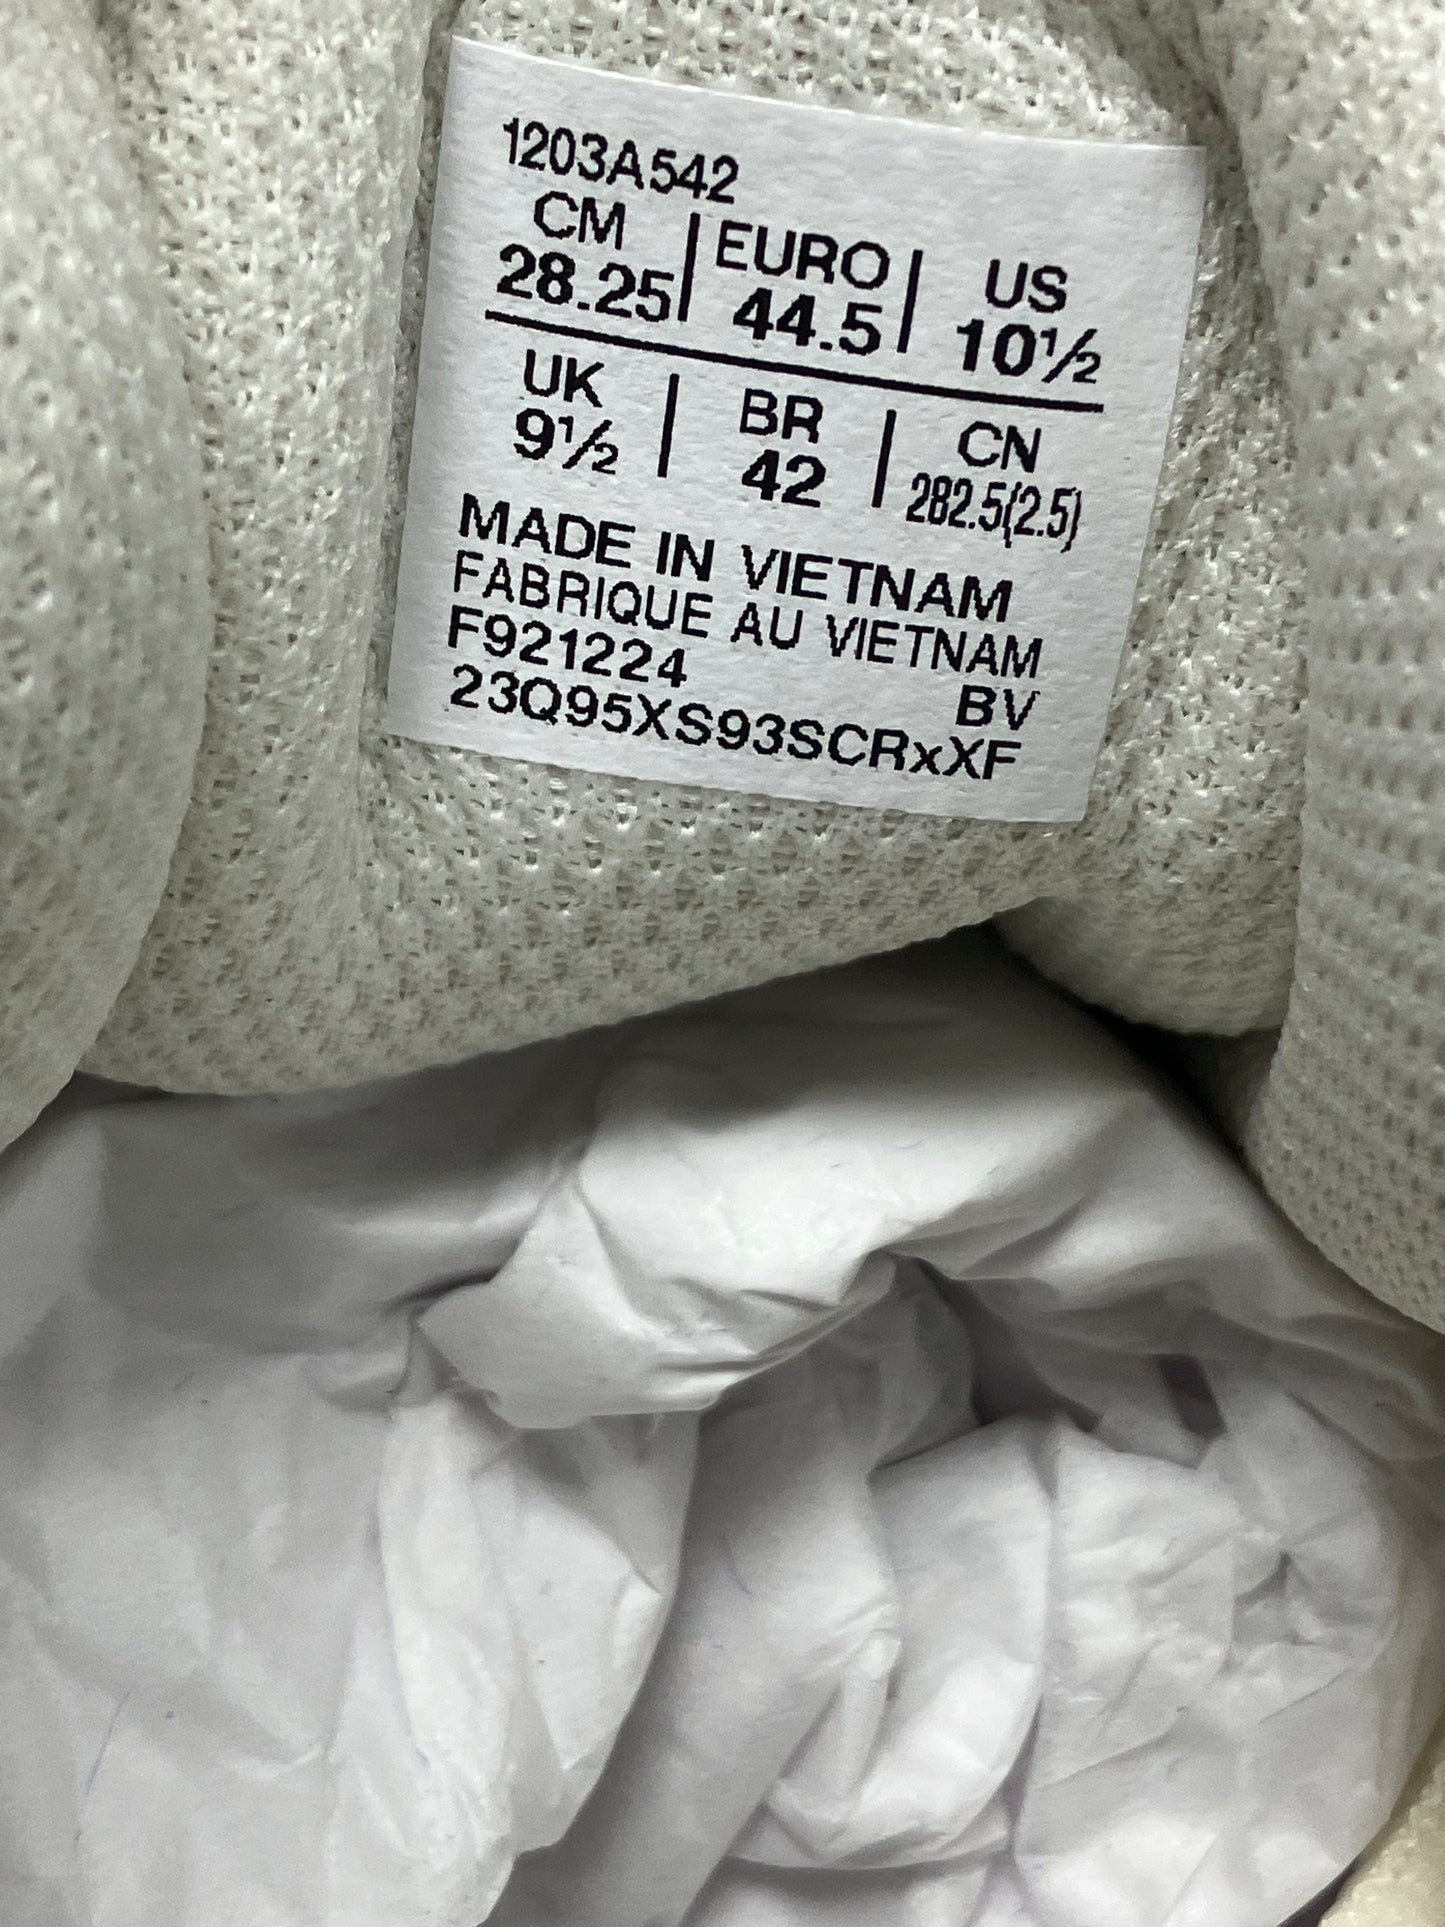 1203A542
CM | EURO | US
28.25 | 44.5 | 10½
UK | BR | CN
9½ | 42 | 282.5(2.5)
MADE IN VIETNAM
FABRIQUE AU VIETNAM
F921224 BV
23Q95XS93SCRxXF